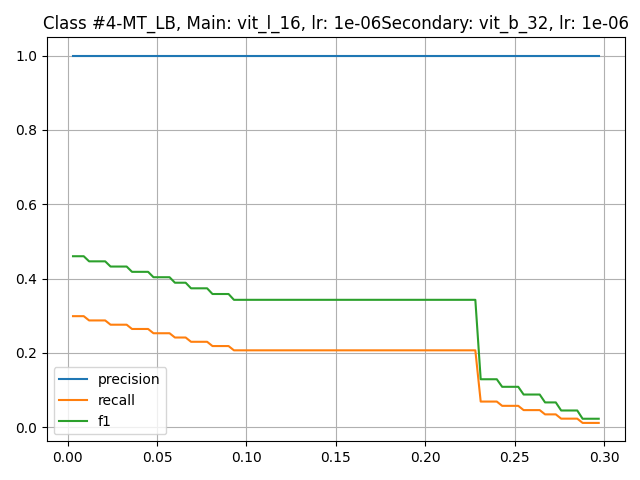 Class #4-MT_LB, Main: vit_l_16, lr: 1e-06Secondary: vit_b_32, lr: 1e-06
1.0
0.8
0.6
0.4
0.2
0.0
precision
recall
f1
0.00 0.05 0.10 0.15 0.20 0.25 0.30